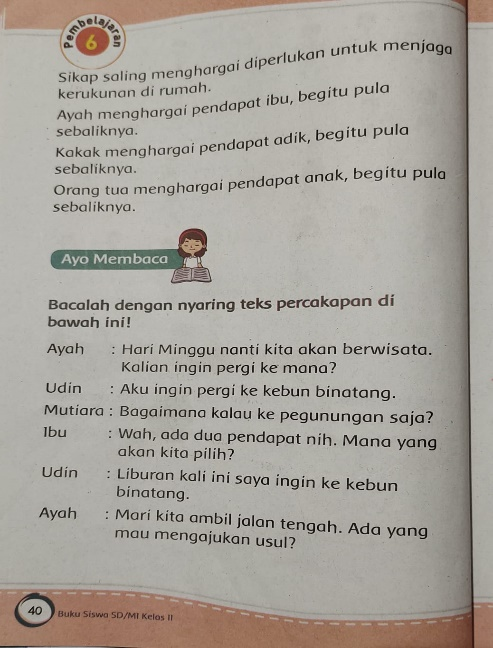 Pembelajaran
6
Sikap saling menghargai diperlukan untuk menjaga
kerukunan di rumah.
Ayah menghargai pendapat ibu, begitu pula
sebaliknya.
Kakak menghargai pendapat adik, begitu pula
sebaliknya.
Orang tua menghargai pendapat anak, begitu pula
sebaliknya.
Ayo Membaca
Bacalah dengan nyaring teks percakapan di
bawah ini!
Ayah : Hari Minggu nanti kita akan berwisata.
Kalian ingin pergi ke mana?
Udin : Aku ingin pergi ke kebun binatang.
Mutiara : Bagaimana kalau ke pegunungan saja?
Ibu : Wah, ada dua pendapat nih. Mana yang
akan kita pilih?
Udin : Liburan kali ini saya ingin ke kebun
binatang.
Ayah : Mari kita ambil jalan tengah. Ada yang
mau mengajukan usul?
40 Buku Siswa SD/MI Kelas II